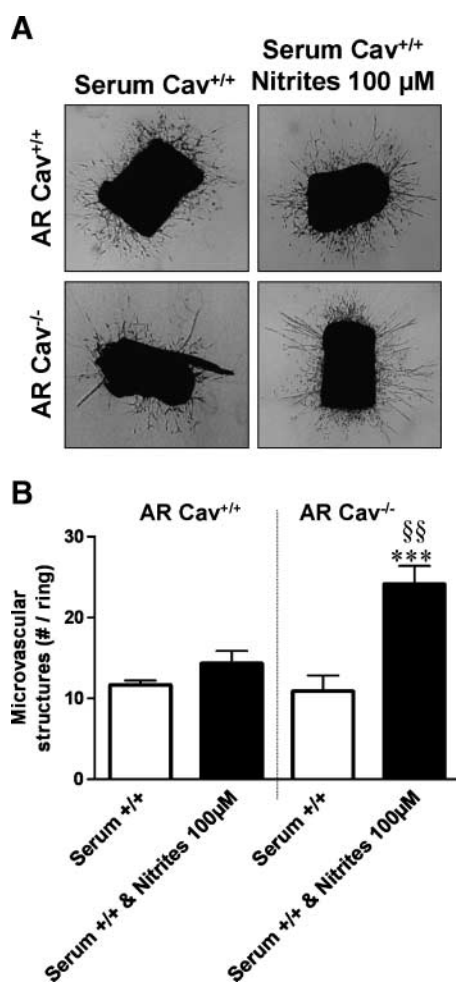 A
Serum Cav+/+
Serum Cav+/+
Nitrites 100 µM
AR Cav+/+
AR Cav-/-
B
AR Cav+/+
AR Cav-/-
§§
***
Microvascular
structures (# / ring)
30
20
10
0
Serum +/+
Serum +/+ & Nitrites 100µM
Serum +/+
Serum +/+ & Nitrites 100µM